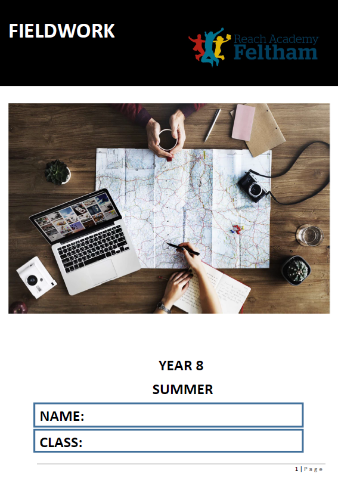 FIELDWORK
Reach Academy
Feltham
YEAR 8
SUMMER
NAME:
CLASS:
1 | Page